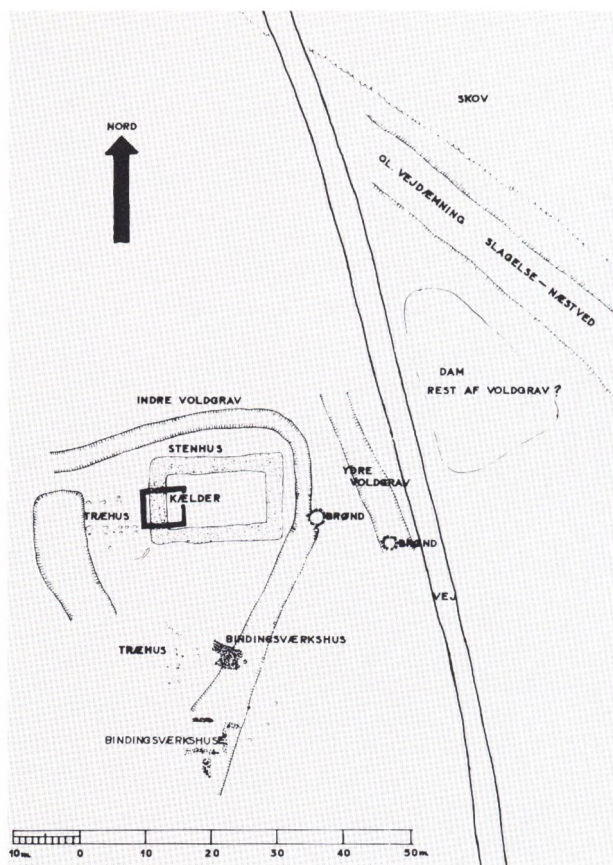 SKOV
NORD
GL. VEJDÆMNING SLAGELSE — NÆSTVED
DAM
REST AF VOLDGRAV ?
INDRE VOLDGRAV
STENHUS
YDRE
VOLDGRAV
KÆLDER
TRÆHUS
BRØND
BRØND
VEJ
BINDINGSVÆRKSHUS
TRÆHUS
BINDINGSVÆRKSHUSE
10m 0 10 20 30 40 50m